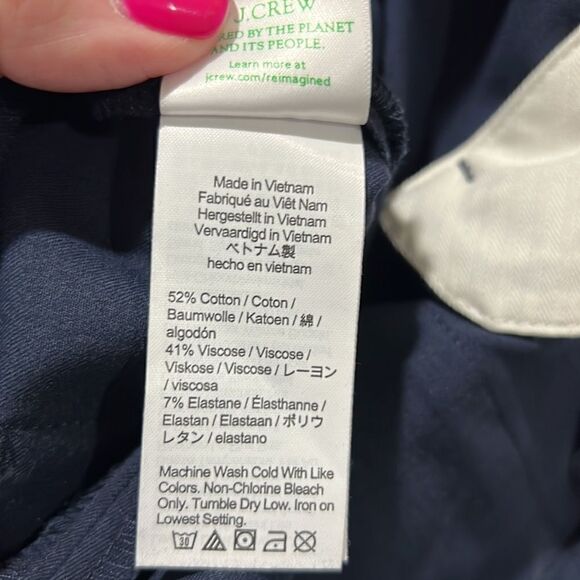 J.CREW
BY THE PLANET
AND ITS PEOPLE.
Learn more at
jcrew.com/reimagined
Made in Vietnam
Fabriqué au Viêt Nam
Hergestellt in Vietnam
Vervaardigd in Vietnam
ベトナム製
hecho en vietnam
52% Cotton / Coton /
Baumwolle / Katoen / 綿 /
algodón
41% Viscose / Viscose /
Viskose / Viscose / レーヨン
/ viscosa
7% Elastane / Élasthanne /
Elastan / Elastaan / ポリウ
レタン / elastano
Machine Wash Cold With Like
Colors. Non-Chlorine Bleach
Only. Tumble Dry Low. Iron on
Lowest Setting.
30